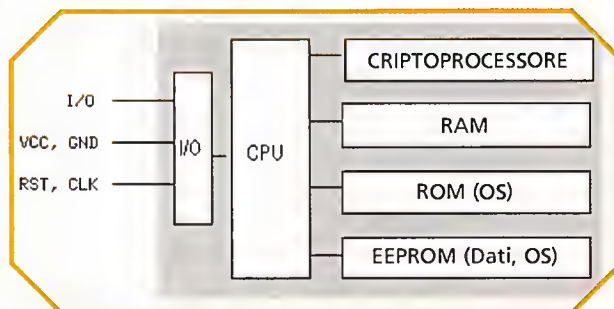 I/O
VCC, GND
RST, CLK
I/O
CPU
CRIPTOPROCESSORE
RAM
ROM (OS)
EEPROM (Dati, OS)